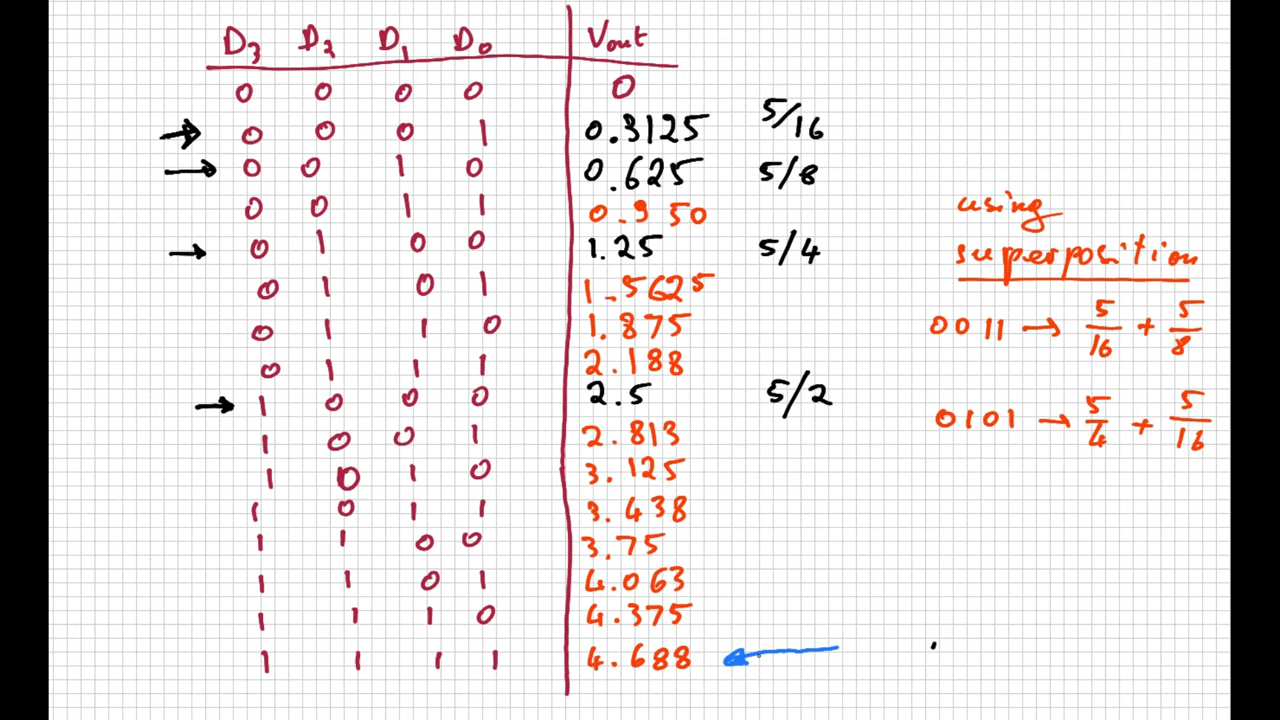 D3 D2 D1 D0 Vout
0 0 0 0 0
0 0 0 1 0.3125 5/16
0 0 1 0 0.625 5/8
0 0 1 1 0.950
0 1 0 0 1.25 5/4
0 1 0 1 1.5625
0 1 1 0 1.875
0 1 1 1 2.188
1 0 0 0 2.5 5/2
1 0 0 1 2.813
1 0 1 0 3.125
1 0 1 1 3.438
1 1 0 0 3.75
1 1 0 1 4.063
1 1 1 0 4.375
1 1 1 1 4.688
using
superposition
0011 → 5/16 + 5/8
0101 → 5/4 + 5/16